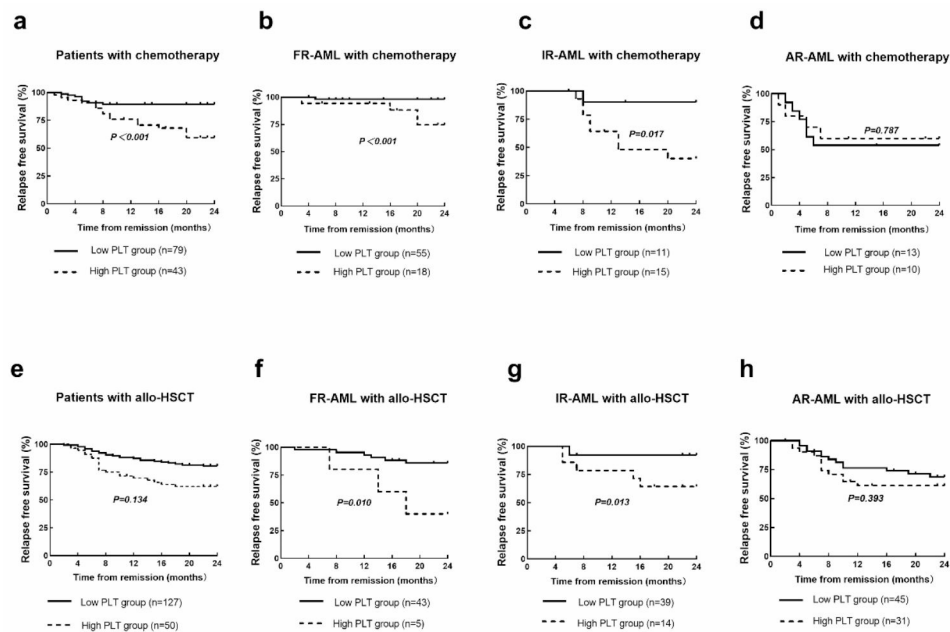 a
Patients with chemotherapy
Relapse free survival (%)
100
75
50
25
P<0.001
0 4 8 12 16 20 24
Time from remission (months)
Low PLT group (n=79)
High PLT group (n=43)
b
FR-AML with chemotherapy
Relapse free survival (%)
100
75
50
25
P<0.001
0 4 8 12 16 20 24
Time from remission (months)
Low PLT group (n=55)
High PLT group (n=18)
c
IR-AML with chemotherapy
Relapse free survival (%)
100
75
50
25
P=0.017
0 4 8 12 16 20 24
Time from remission (months)
Low PLT group (n=11)
High PLT group (n=15)
d
AR-AML with chemotherapy
Relapse free survival (%)
100
75
50
25
P=0.787
0 4 8 12 16 20 24
Time from remission (months)
Low PLT group (n=13)
High PLT group (n=10)
e
Patients with allo-HSCT
Relapse free survival (%)
100
75
50
25
P=0.134
0 4 8 12 16 20 24
Time from remission (months)
Low PLT group (n=127)
High PLT group (n=50)
f
FR-AML with allo-HSCT
Relapse free survival (%)
100
75
50
25
P=0.010
0 4 8 12 16 20 24
Time from remission (months)
Low PLT group (n=43)
High PLT group (n=5)
g
IR-AML with allo-HSCT
Relapse free survival (%)
100
75
50
25
P=0.013
0 4 8 12 16 20 24
Time from remission (months)
Low PLT group (n=39)
High PLT group (n=14)
h
AR-AML with allo-HSCT
Relapse free survival (%)
100
75
50
25
P=0.393
0 4 8 12 16 20 24
Time from remission (months)
Low PLT group (n=45)
High PLT group (n=31)